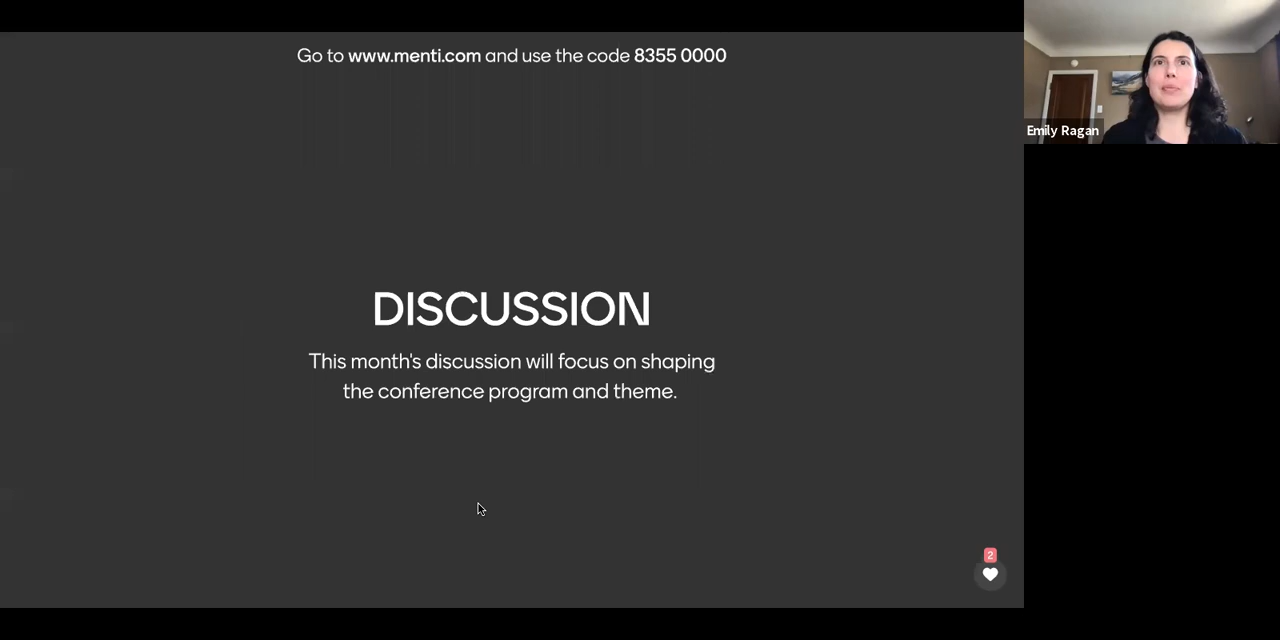 Go to www.menti.com and use the code 8355 0000
Emily Ragan
DISCUSSION
This month's discussion will focus on shaping
the conference program and theme.
2